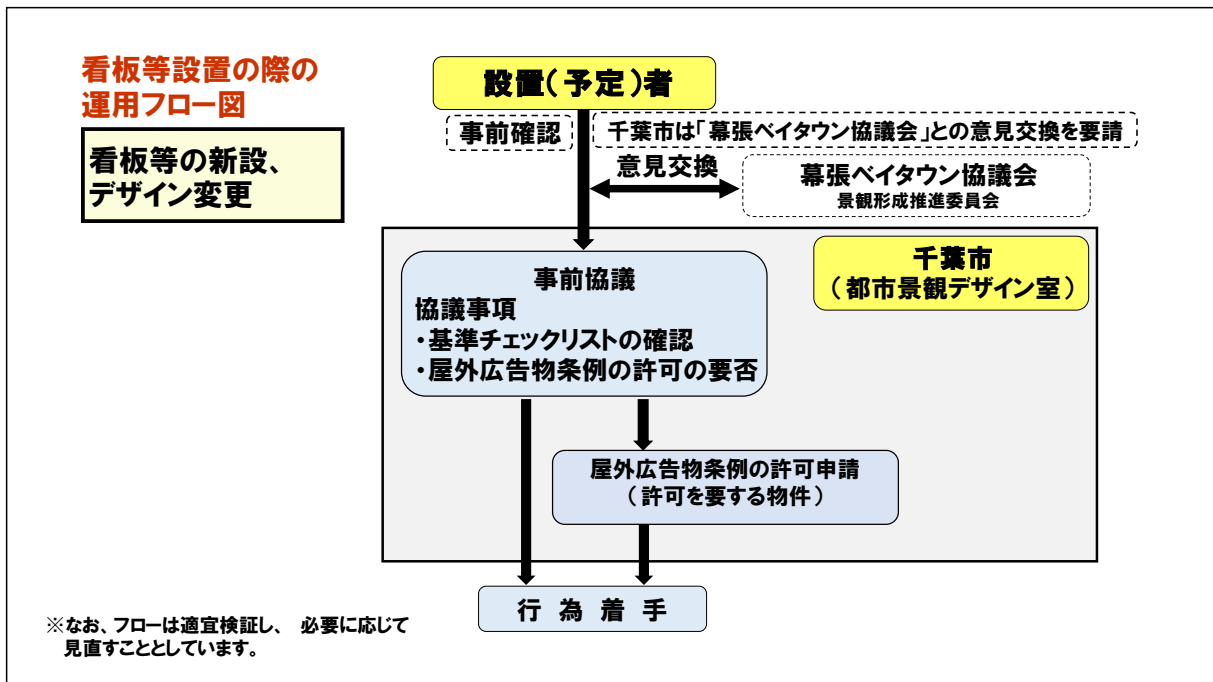 看板等設置の際の
運用フロー図
看板等の新設、
デザイン変更
設置(予定)者
事前確認
千葉市は「幕張ベイタウン協議会」との意見交換を要請
意見交換
幕張ベイタウン協議会
景観形成推進委員会
千葉市
(都市景観デザイン室)
事前協議
協議事項
・基準チェックリストの確認
・屋外広告物条例の許可の要否
屋外広告物条例の許可申請
(許可を要する物件)
行 為 着 手
※なお、フローは適宜検証し、 必要に応じて
見直すこととしています。